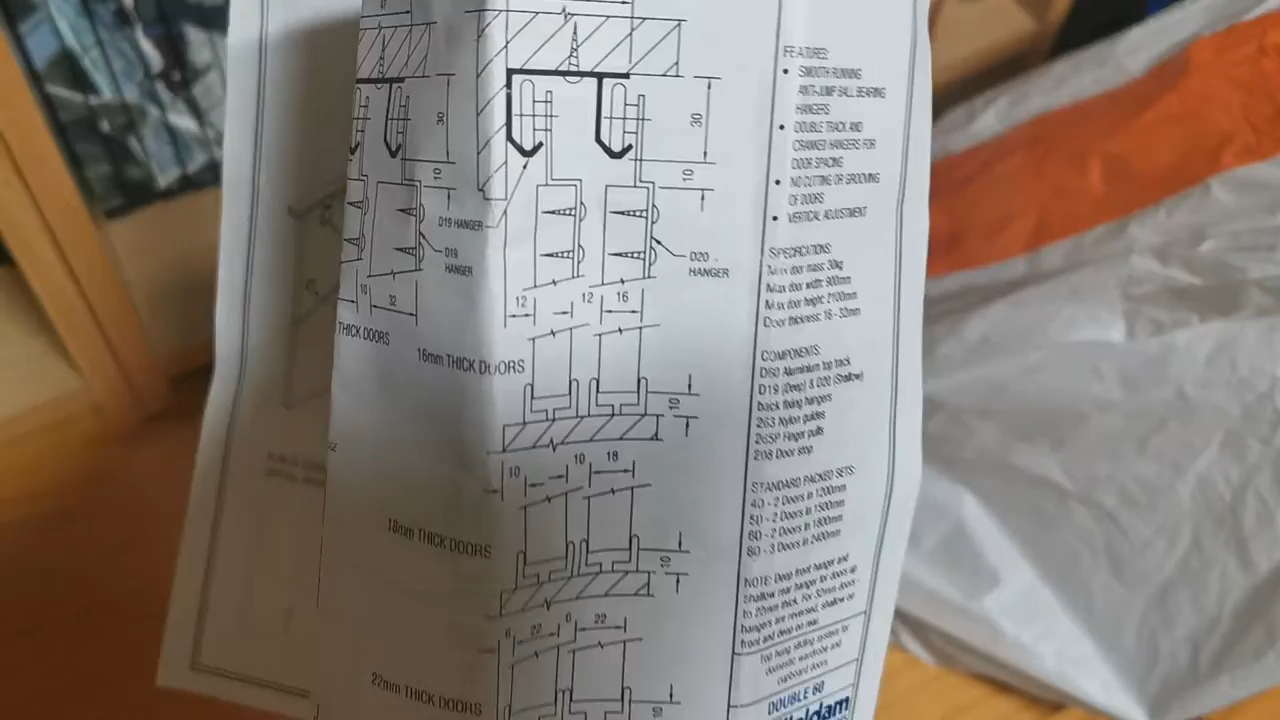 30
10
D19
HANGER
10
32
THICK DOORS
30
10
D19 HANGER
D20
HANGER
12
12
16
16mm THICK DOORS
10
10
10
18
18mm THICK DOORS
10
6
22
6
22
22mm THICK DOORS
10
FEATURES:
• SMOOTH RUNNING
ANTI-JUMP BALL BEARING
HANGERS
• DOUBLE TRACK AND
CRANKED HANGERS FOR
DOOR SPACING
• NO CUTTING OR GROOVING
OF DOORS
• VERTICAL ADJUSTMENT
SPECIFICATIONS:
Max door mass: 30kg
Max door width: 900mm
Max door height: 2100mm
Door thickness: 16 - 32mm
COMPONENTS:
D60 Aluminium top track
D19 (Deep) & D20 (Shallow)
back fixing hangers
263 Nylon guides
265P Finger pulls
208 Door stop
STANDARD PACKED SETS:
40 - 2 Doors in 1200mm
50 - 2 Doors in 1500mm
60 - 2 Doors in 1800mm
80 - 3 Doors in 2400mm
NOTE: Deep front hanger and
Shallow rear hanger for doors up
to 20mm thick. For 32mm doors -
hangers are reversed, shallow on
front and deep on rear.
Top hung sliding system for
domestic wardrobe and
cupboard doors
DOUBLE 60